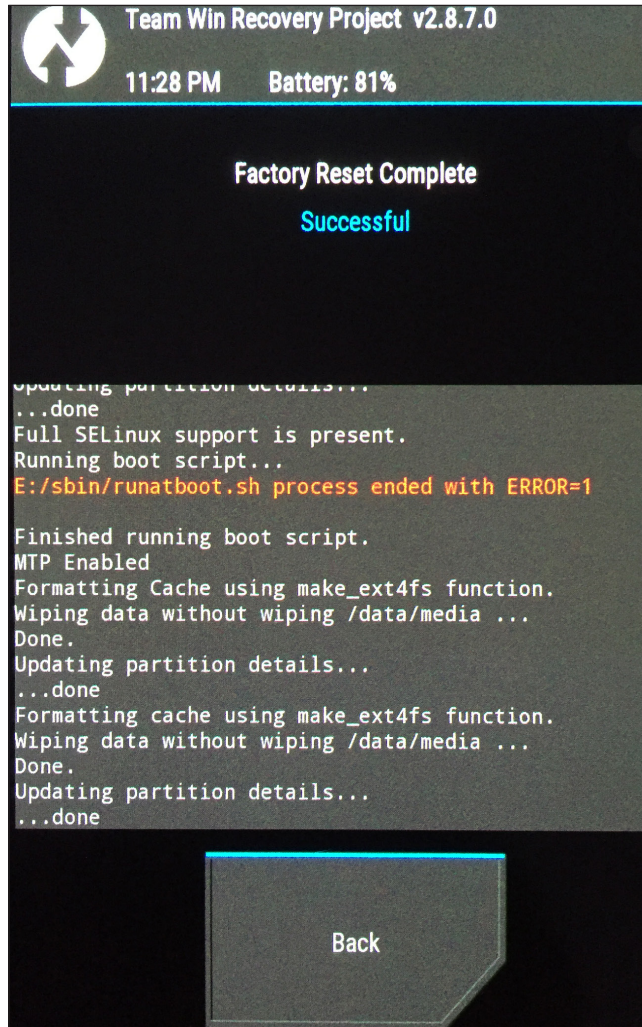 Team Win Recovery Project v2.8.7.0
11:28 PM Battery: 81%
Factory Reset Complete
Successful
Updating partition details...
...done
Full SELinux support is present.
Running boot script...
E:/sbin/runatboot.sh process ended with ERROR=1
Finished running boot script.
MTP Enabled
Formatting Cache using make_ext4fs function.
Wiping data without wiping /data/media ...
Done.
Updating partition details...
...done
Formatting cache using make_ext4fs function.
Wiping data without wiping /data/media ...
Done.
Updating partition details...
...done
Back